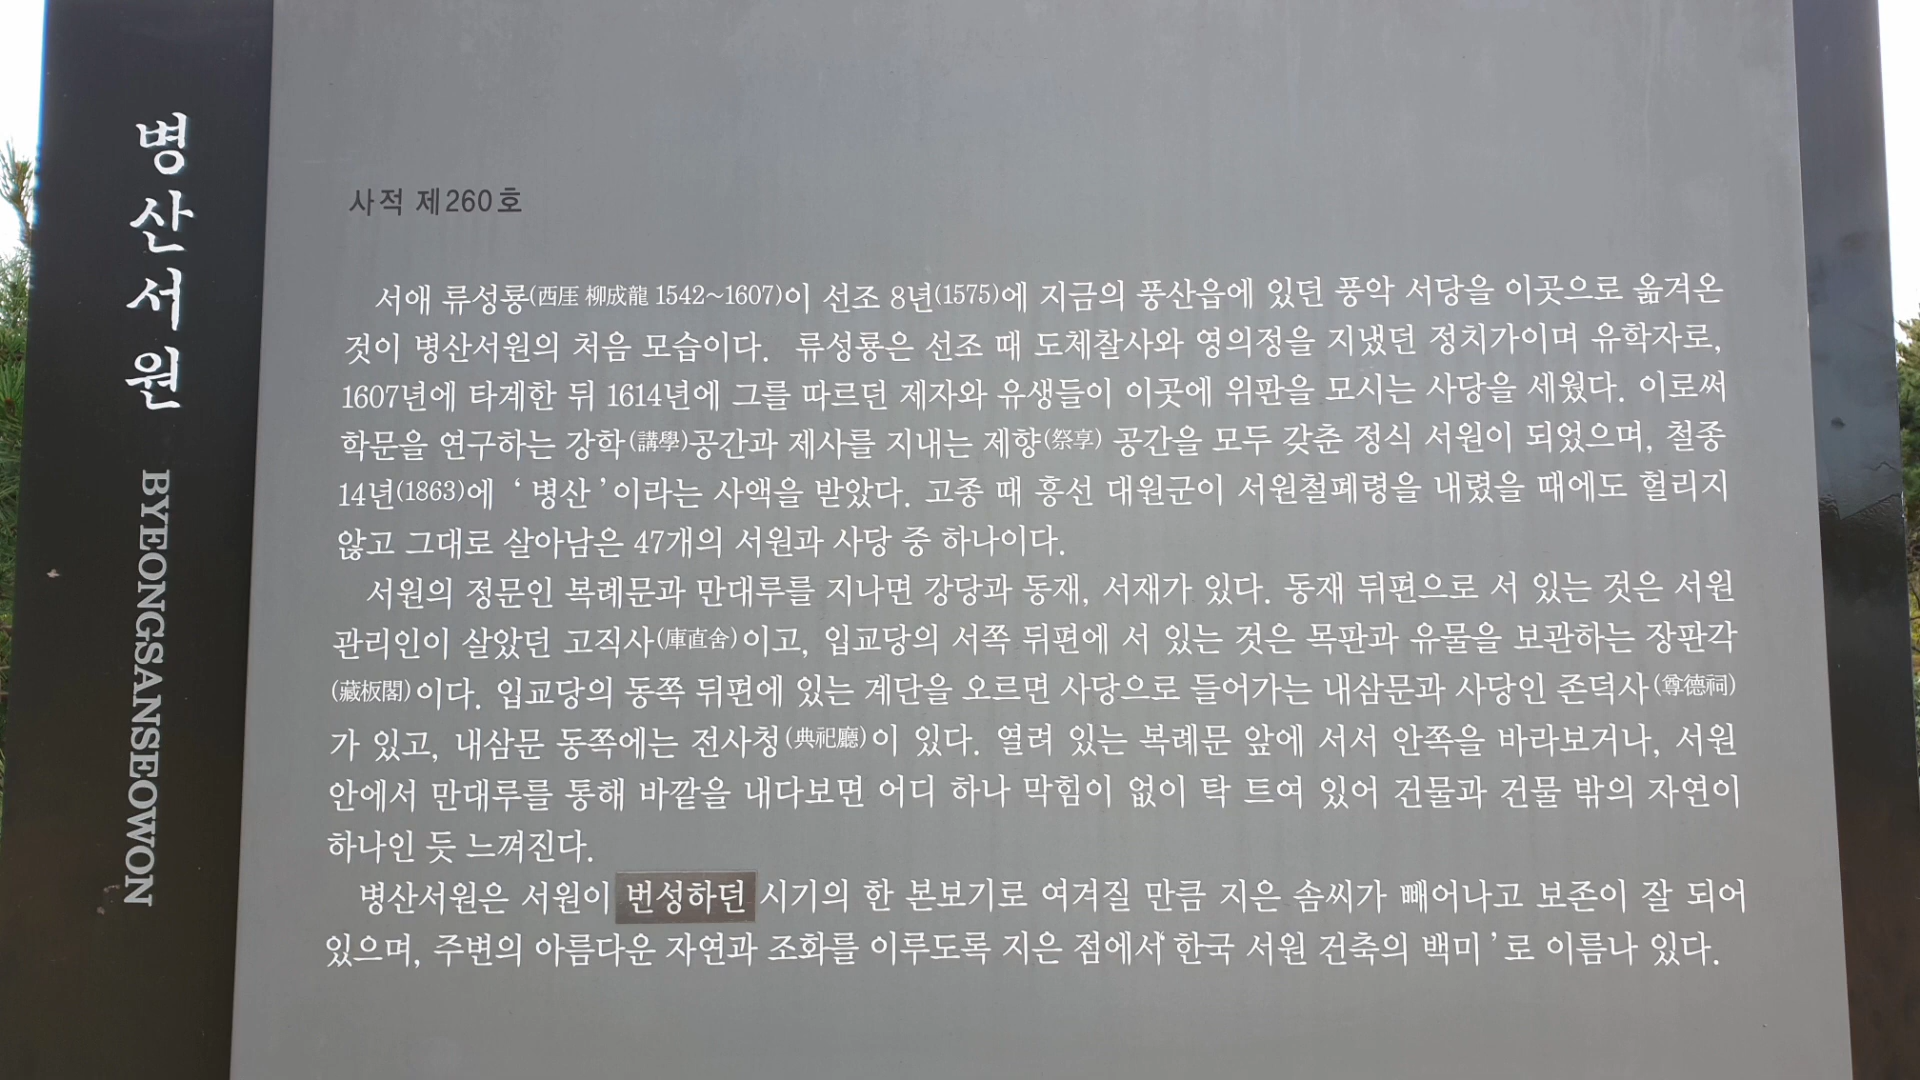 병산서원 BYEONGSANSEOWON
사적 제260호
서애 류성룡(西厓 柳成龍 1542~1607)이 선조 8년(1575)에 지금의 풍산읍에 있던 풍악 서당을 이곳으로 옮겨온
것이 병산서원의 처음 모습이다. 류성룡은 선조 때 도체찰사와 영의정을 지냈던 정치가이며 유학자로,
1607년에 타계한 뒤 1614년에 그를 따르던 제자와 유생들이 이곳에 위판을 모시는 사당을 세웠다. 이로써
학문을 연구하는 강학(講學)공간과 제사를 지내는 제향(祭享) 공간을 모두 갖춘 정식 서원이 되었으며, 철종
14년(1863)에 ‘병산’이라는 사액을 받았다. 고종 때 흥선 대원군이 서원철폐령을 내렸을 때에도 헐리지
않고 그대로 살아남은 47개의 서원과 사당 중 하나이다.
서원의 정문인 복례문과 만대루를 지나면 강당과 동재, 서재가 있다. 동재 뒤편으로 서 있는 것은 서원
관리인이 살았던 고직사(庫直舍)이고, 입교당의 서쪽 뒤편에 서 있는 것은 목판과 유물을 보관하는 장판각
(藏板閣)이다. 입교당의 동쪽 뒤편에 있는 계단을 오르면 사당으로 들어가는 내삼문과 사당인 존덕사(尊德祠)
가 있고, 내삼문 동쪽에는 전사청(典祀廳)이 있다. 열려 있는 복례문 앞에 서서 안쪽을 바라보거나, 서원
안에서 만대루를 통해 바깥을 내다보면 어디 하나 막힘이 없이 탁 트여 있어 건물과 건물 밖의 자연이
하나인 듯 느껴진다.
병산서원은 서원이 번성하던 시기의 한 본보기로 여겨질 만큼 지은 솜씨가 빼어나고 보존이 잘 되어
있으며, 주변의 아름다운 자연과 조화를 이루도록 지은 점에서 ‘한국 서원 건축의 백미’로 이름나 있다.